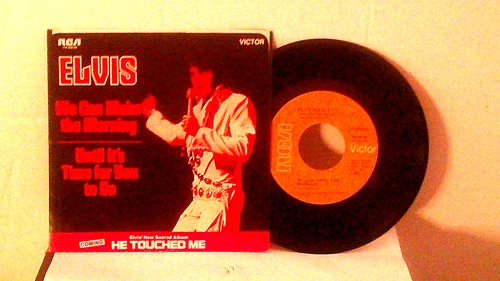 RCA
VICTOR
ELVIS
We Can Make
the Morning
Until It's
Time for You
to Go
Elvis' New Sacred Album
COMING HE TOUCHED ME
RCA
Victor